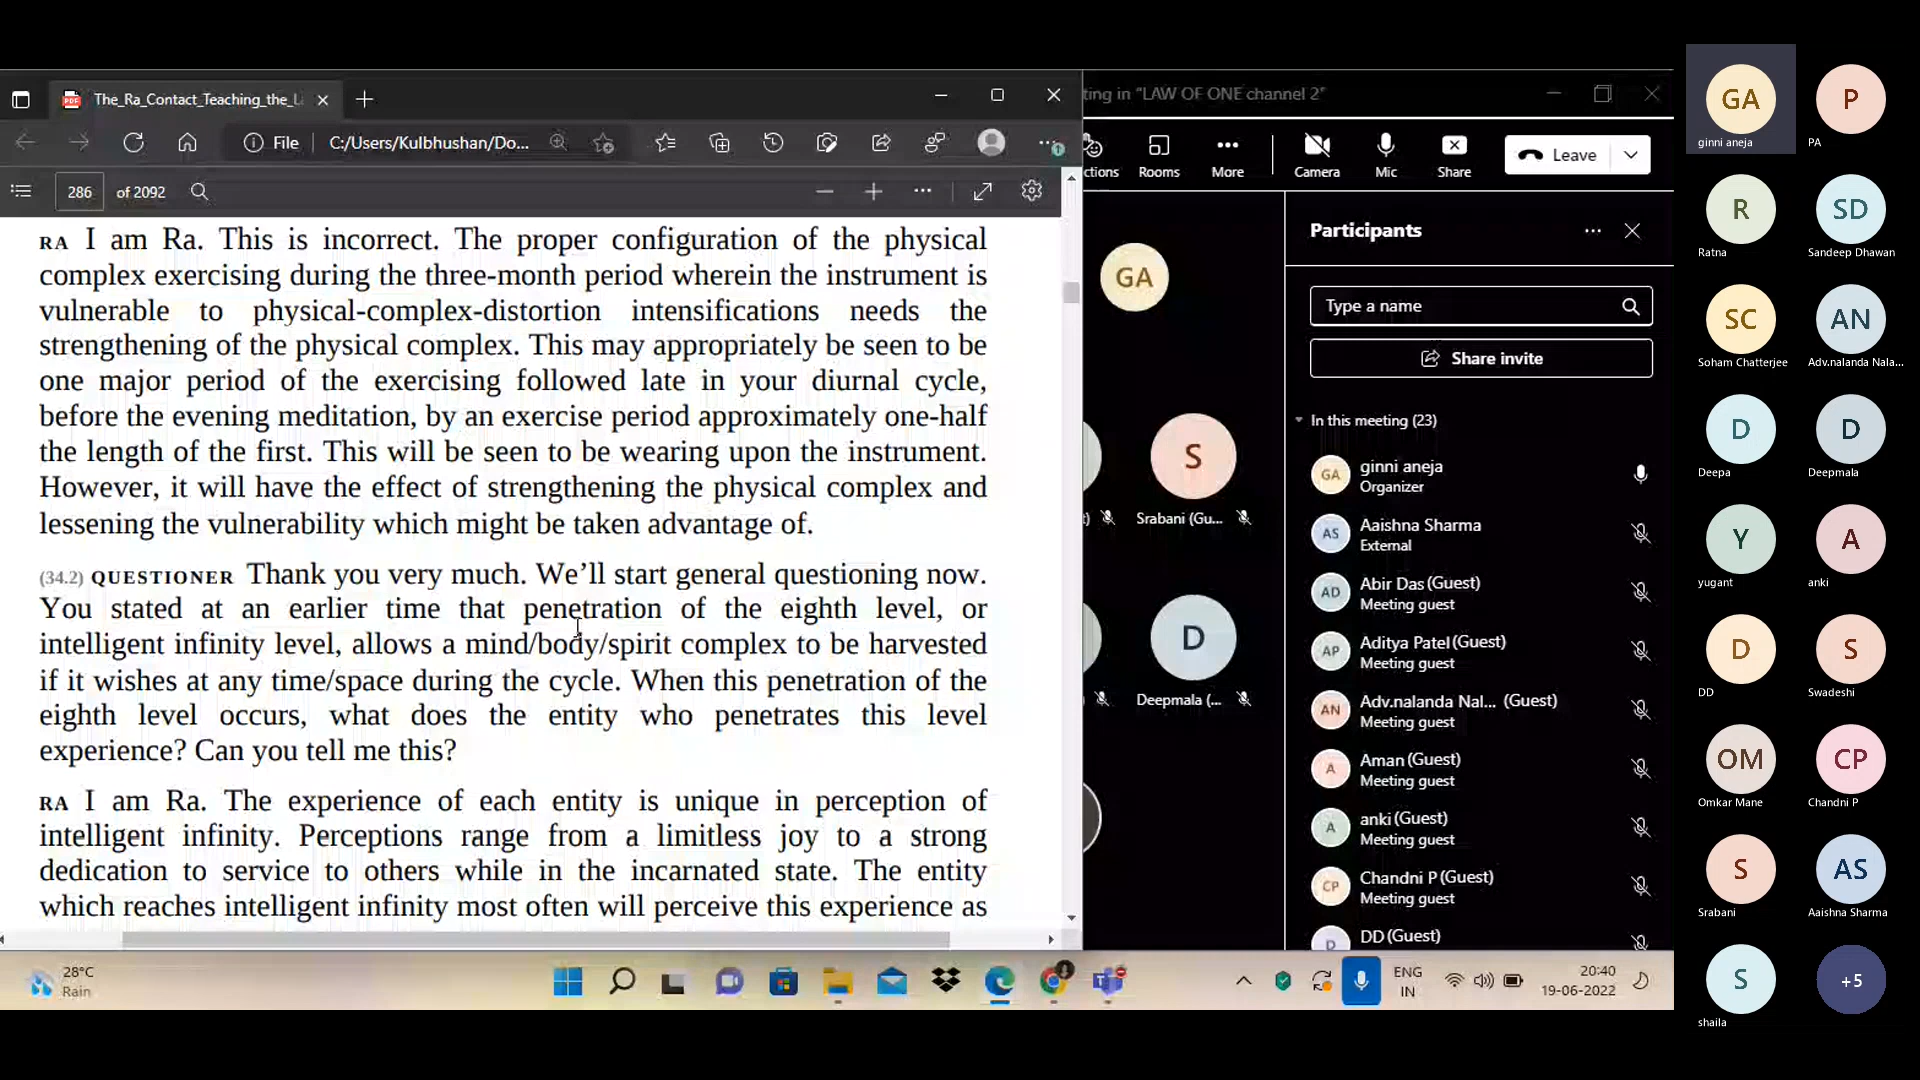 The_Ra_Contact_Teaching_the_L
ting in "LAW OF ONE channel 2"
File
C:/Users/Kulbhushan/Do...
286 of 2092
ctions
Rooms
More
Camera
Mic
Share
Leave
RA I am Ra. This is incorrect. The proper configuration of the physical
complex exercising during the three-month period wherein the instrument is
vulnerable to physical-complex-distortion intensifications needs the
strengthening of the physical complex. This may appropriately be seen to be
one major period of the exercising followed late in your diurnal cycle,
before the evening meditation, by an exercise period approximately one-half
the length of the first. This will be seen to be wearing upon the instrument.
However, it will have the effect of strengthening the physical complex and
lessening the vulnerability which might be taken advantage of.
(34.2) QUESTIONER Thank you very much. We’ll start general questioning now.
You stated at an earlier time that penetration of the eighth level, or
intelligent infinity level, allows a mind/body/spirit complex to be harvested
if it wishes at any time/space during the cycle. When this penetration of the
eighth level occurs, what does the entity who penetrates this level
experience? Can you tell me this?
RA I am Ra. The experience of each entity is unique in perception of
intelligent infinity. Perceptions range from a limitless joy to a strong
dedication to service to others while in the incarnated state. The entity
which reaches intelligent infinity most often will perceive this experience as
GA
S
t)
Srabani (Gu...
D
)
Deepmala (...
Participants
Type a name
Share invite
In this meeting (23)
GA
ginni aneja
Organizer
AS
Aaishna Sharma
External
AD
Abir Das (Guest)
Meeting guest
AP
Aditya Patel (Guest)
Meeting guest
AN
Adv.nalanda Nal... (Guest)
Meeting guest
A
Aman (Guest)
Meeting guest
A
anki (Guest)
Meeting guest
CP
Chandni P (Guest)
Meeting guest
D
DD (Guest)
GA
ginni aneja
P
PA
R
Ratna
SD
Sandeep Dhawan
SC
Soham Chatterjee
AN
Adv.nalanda Nala...
D
Deepa
D
Deepmala
Y
yugant
A
anki
D
DD
S
Swadeshi
OM
Omkar Mane
CP
Chandni P
S
Srabani
AS
Aaishna Sharma
S
shaila
+5
28°C
Rain
ENG
IN
20:40
19-06-2022